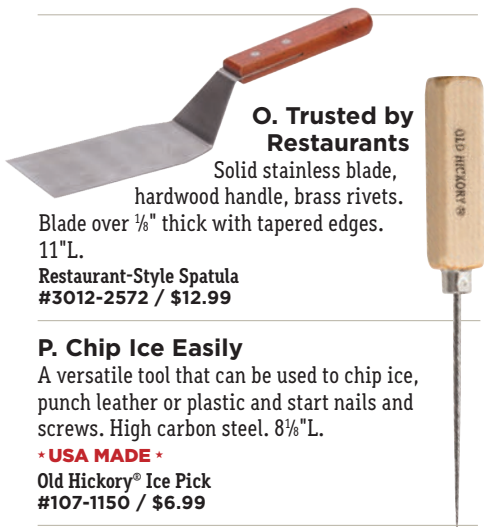 O. Trusted by
Restaurants
Solid stainless blade,
hardwood handle, brass rivets.
Blade over ⅛" thick with tapered edges.
11"L.
Restaurant-Style Spatula
#3012-2572 / $12.99
OLD HICKORY®
P. Chip Ice Easily
A versatile tool that can be used to chip ice,
punch leather or plastic and start nails and
screws. High carbon steel. 8⅛"L.
★ USA MADE ★
Old Hickory® Ice Pick
#107-1150 / $6.99